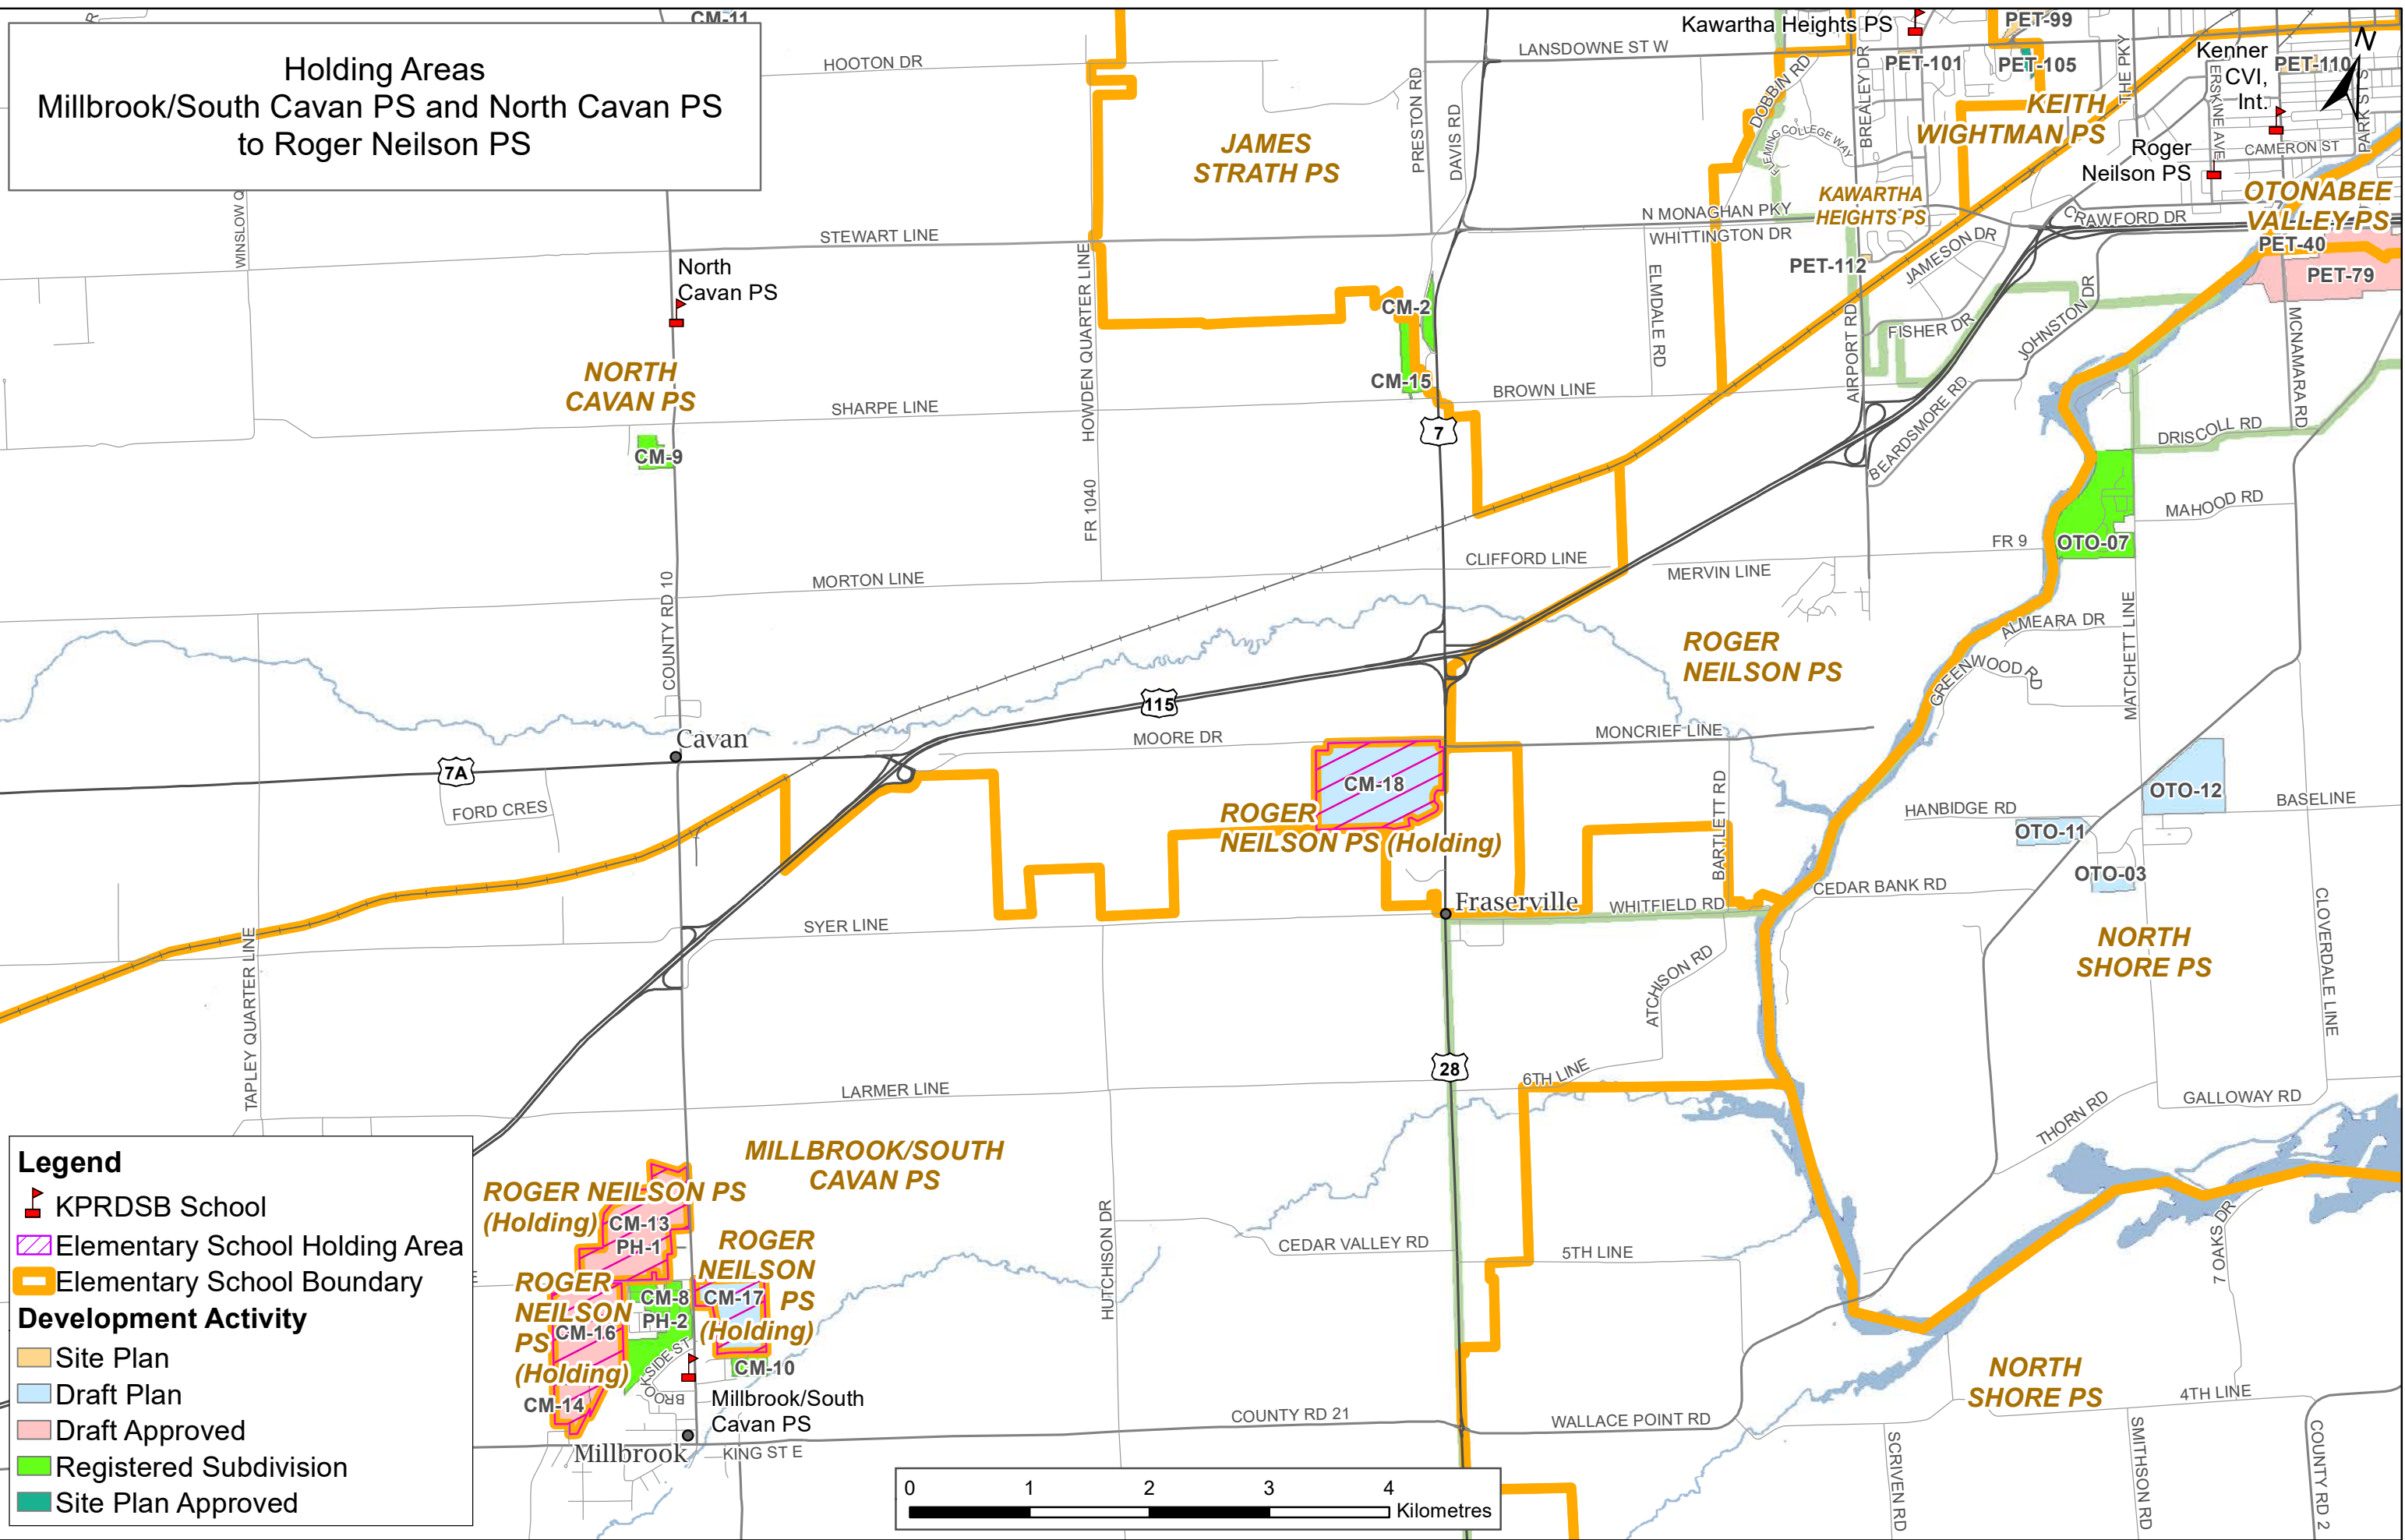 Holding Areas
Millbrook/South Cavan PS and North Cavan PS
to Roger Neilson PS
CM-11
HOOTON DR
LANSDOWNE ST W
Kawartha Heights PS
PET-99
PET-101
PET-105
PET-110
Kenner
CVI,
Int.
N
THE PKY
ERSKINE AVE
PARK ST S
CAMERON ST
DOBBIN RD
BREALEY DR
FLEMING COLLEGE WAY
KEITH
WIGHTMAN PS
Roger
Neilson PS
JAMES
STRATH PS
PRESTON RD
DAVIS RD
KAWARTHA
HEIGHTS PS
OTONABEE
VALLEY PS
N MONAGHAN PKY
WHITTINGTON DR
CRAWFORD DR
PET-40
PET-79
PET-112
JAMESON DR
WINSLOW Q
STEWART LINE
HOWDEN QUARTER LINE
North
Cavan PS
CM-2
ELMDALE RD
AIRPORT RD
FISHER DR
JOHNSTON DR
MCNAMARA RD
NORTH
CAVAN PS
CM-15
BROWN LINE
SHARPE LINE
7
BEARDSMORE RD
DRISCOLL RD
CM-9
FR 1040
MAHOOD RD
FR 9
OTO-07
COUNTY RD 10
MORTON LINE
CLIFFORD LINE
MERVIN LINE
ALMEARA DR
MATCHETT LINE
ROGER
NEILSON PS
GREENWOOD RD
115
MOORE DR
MONCRIEF LINE
Cavan
7A
FORD CRES
CM-18
BARTLETT RD
HANBIDGE RD
OTO-12
BASELINE
OTO-11
OTO-03
ROGER
NEILSON PS (Holding)
Fraserville
WHITFIELD RD
CEDAR BANK RD
CLOVERDALE LINE
TAPLEY QUARTER LINE
SYER LINE
ATCHISON RD
NORTH
SHORE PS
28
6TH LINE
LARMER LINE
THORN RD
GALLOWAY RD
MILLBROOK/SOUTH
CAVAN PS
ROGER NEILSON PS
(Holding)
CM-13
PH-1
ROGER
NEILSON
PS
(Holding)
CM-17
HUTCHISON DR
CEDAR VALLEY RD
5TH LINE
7 OAKS DR
ROGER
NEILSON
PS
(Holding)
CM-16
CM-8
PH-2
CM-14
CM-10
BROOKSIDE ST
Millbrook/South
Cavan PS
Millbrook
KING ST E
COUNTY RD 21
WALLACE POINT RD
NORTH
SHORE PS
4TH LINE
SCRIVEN RD
SMITHSON RD
COUNTY RD 2
Legend
KPRDSB School
Elementary School Holding Area
Elementary School Boundary
Development Activity
Site Plan
Draft Plan
Draft Approved
Registered Subdivision
Site Plan Approved
0 1 2 3 4
Kilometres